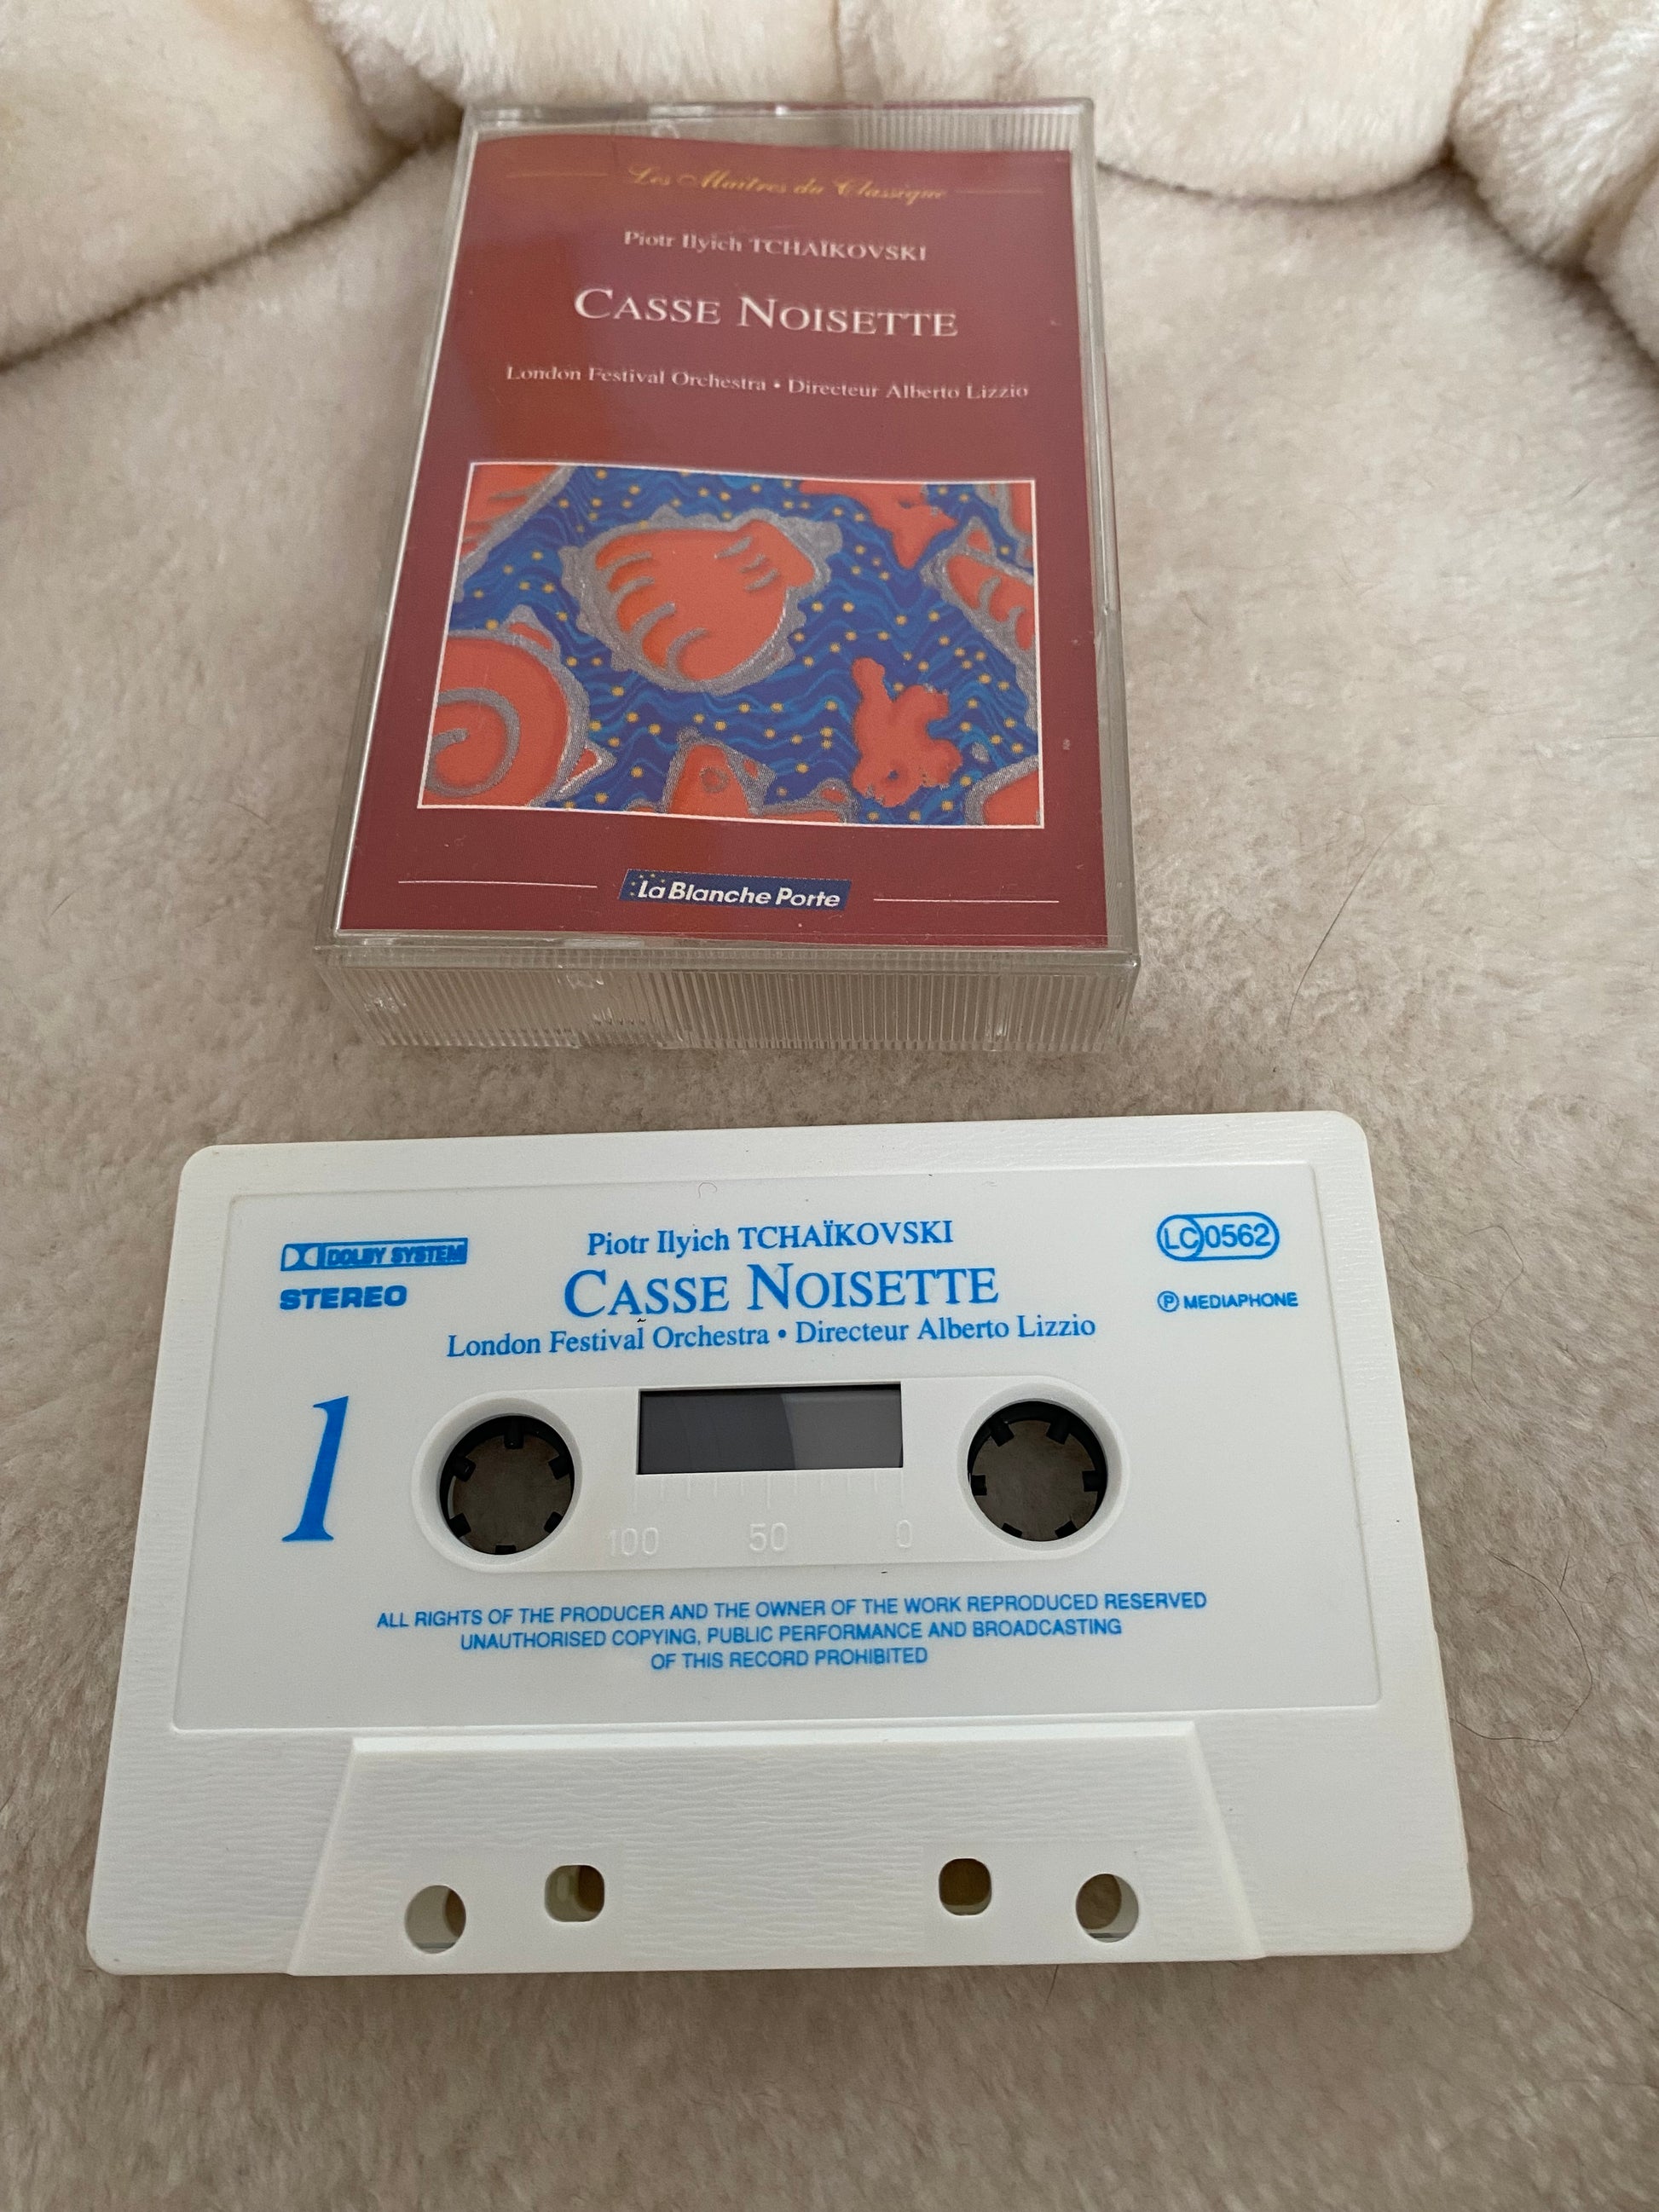 Les Maîtres du Classique
Piotr Ilyich TCHAÏKOVSKI
CASSE NOISETTE
London Festival Orchestra • Directeur Alberto Lizzio
La Blanche Porte
DOLBY SYSTEM
STEREO
Piotr Ilyich TCHAÏKOVSKI
CASSE NOISETTE
London Festival Orchestra • Directeur Alberto Lizzio
LC 0562
℗ MEDIAPHONE
1
100 50 0
ALL RIGHTS OF THE PRODUCER AND THE OWNER OF THE WORK REPRODUCED RESERVED
UNAUTHORISED COPYING, PUBLIC PERFORMANCE AND BROADCASTING
OF THIS RECORD PROHIBITED